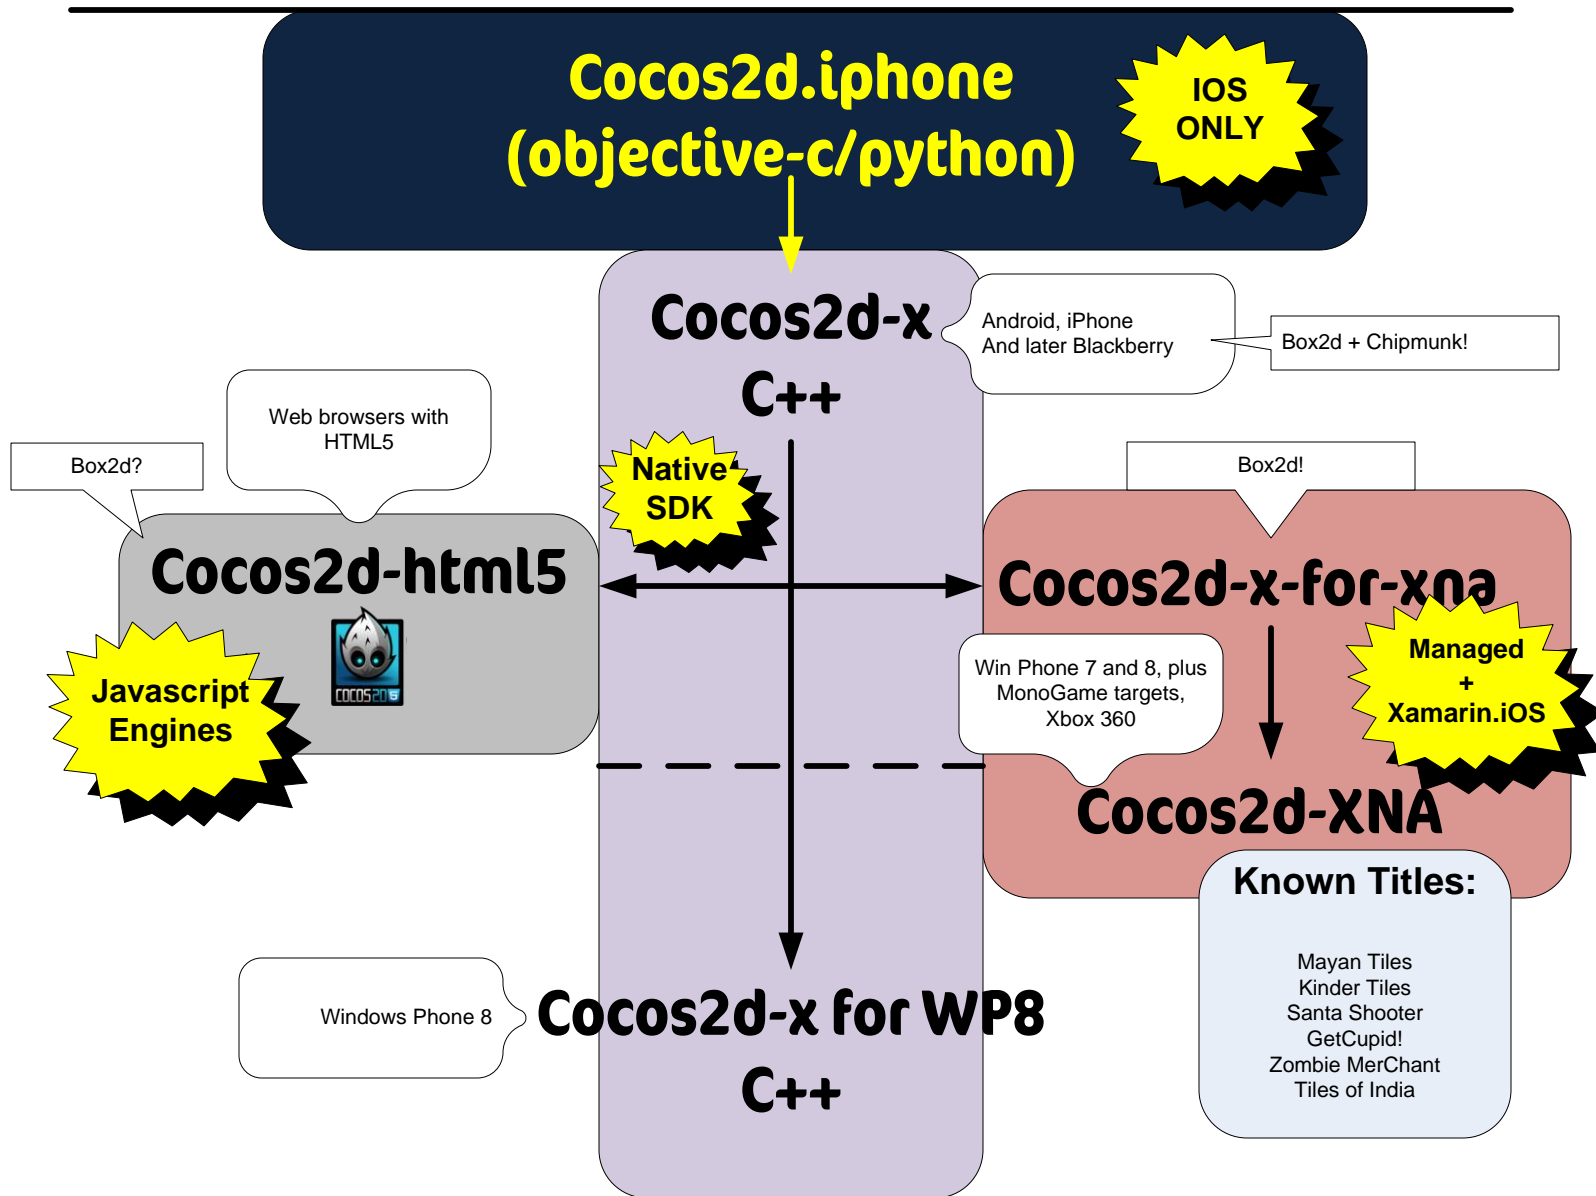 Cocos2d.iphone
(objective-c/python)
IOS
ONLY
Cocos2d-x
C++
Android, iPhone
And later Blackberry
Box2d + Chipmunk!
Web browsers with
HTML5
Box2d?
Native
SDK
Box2d!
Cocos2d-html5
COCOS2D 5
Javascript
Engines
Cocos2d-x-for-xna
Managed
+
Xamarin.iOS
Win Phone 7 and 8, plus
MonoGame targets,
Xbox 360
Cocos2d-XNA
Known Titles:
Mayan Tiles
Kinder Tiles
Santa Shooter
GetCupid!
Zombie MerChant
Tiles of India
Windows Phone 8
Cocos2d-x for WP8
C++